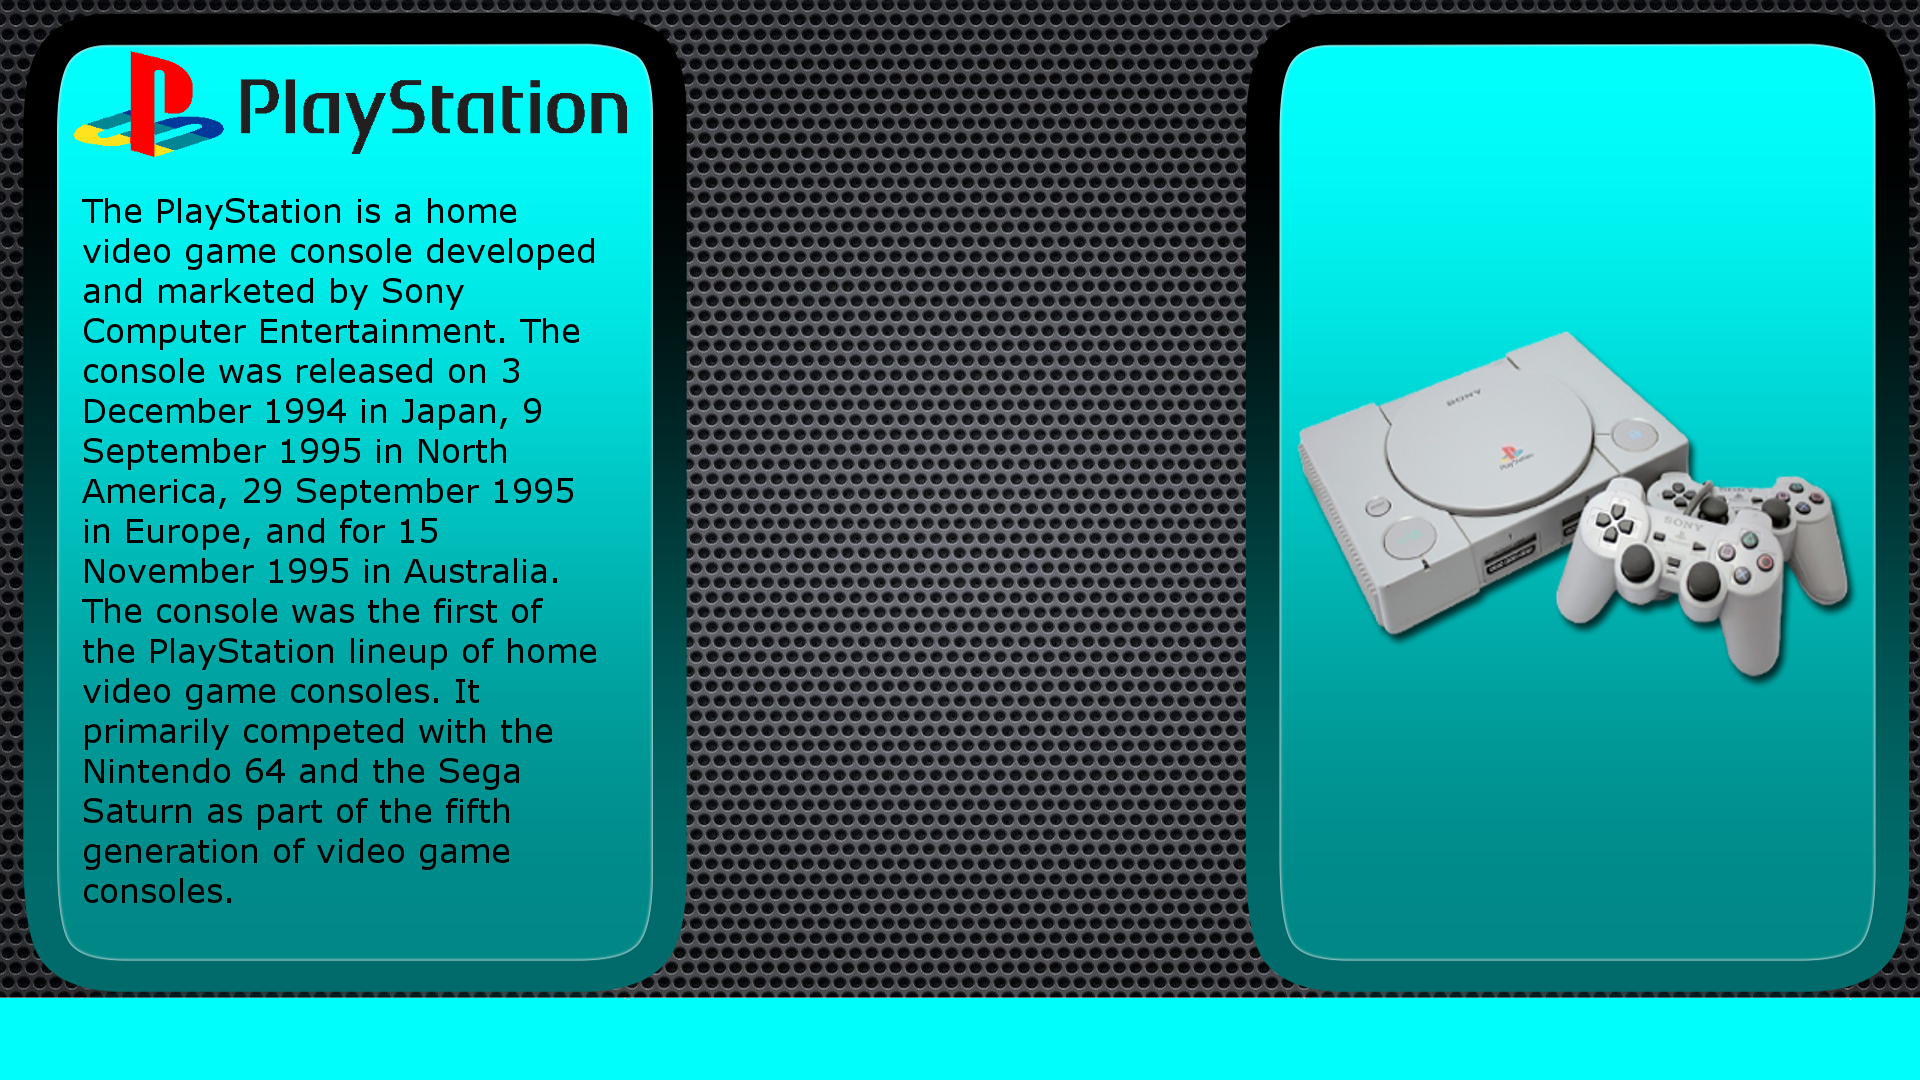 PlayStation
The PlayStation is a home
video game console developed
and marketed by Sony
Computer Entertainment. The
console was released on 3
December 1994 in Japan, 9
September 1995 in North
America, 29 September 1995
in Europe, and for 15
November 1995 in Australia.
The console was the first of
the PlayStation lineup of home
video game consoles. It
primarily competed with the
Nintendo 64 and the Sega
Saturn as part of the fifth
generation of video game
consoles.
SONY
PlayStation
SONY
SONY